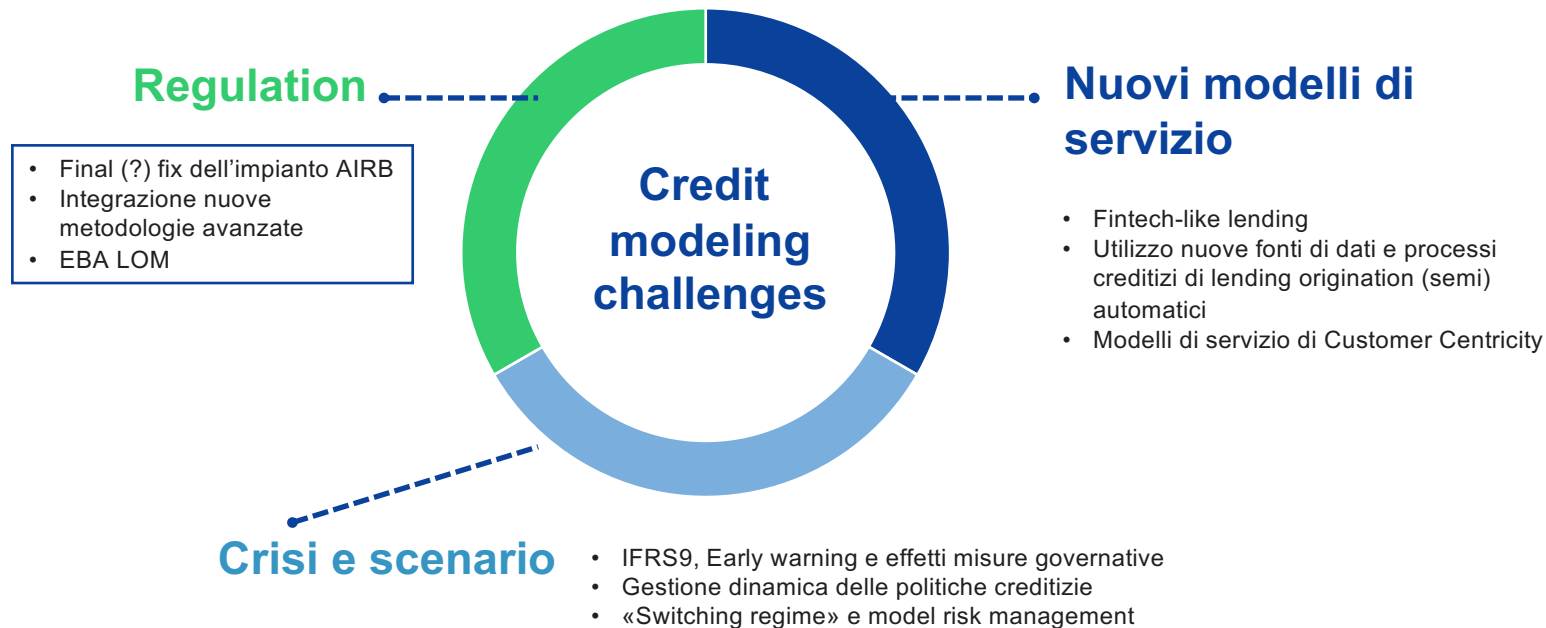 Regulation
• Final (?) fix dell’impianto AIRB
• Integrazione nuove
metodologie avanzate
• EBA LOM
Credit
modeling
challenges
Nuovi modelli di
servizio
• Fintech-like lending
• Utilizzo nuove fonti di dati e processi
creditizi di lending origination (semi)
automatici
• Modelli di servizio di Customer Centricity
Crisi e scenario
• IFRS9, Early warning e effetti misure governative
• Gestione dinamica delle politiche creditizie
• «Switching regime» e model risk management